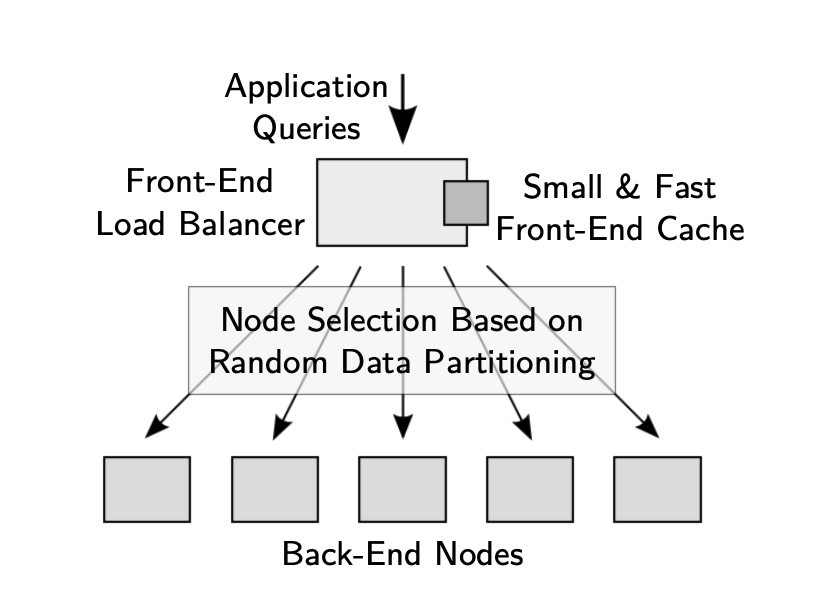 Application
Queries
Front-End
Load Balancer
Small & Fast
Front-End Cache
Node Selection Based on
Random Data Partitioning
Back-End Nodes